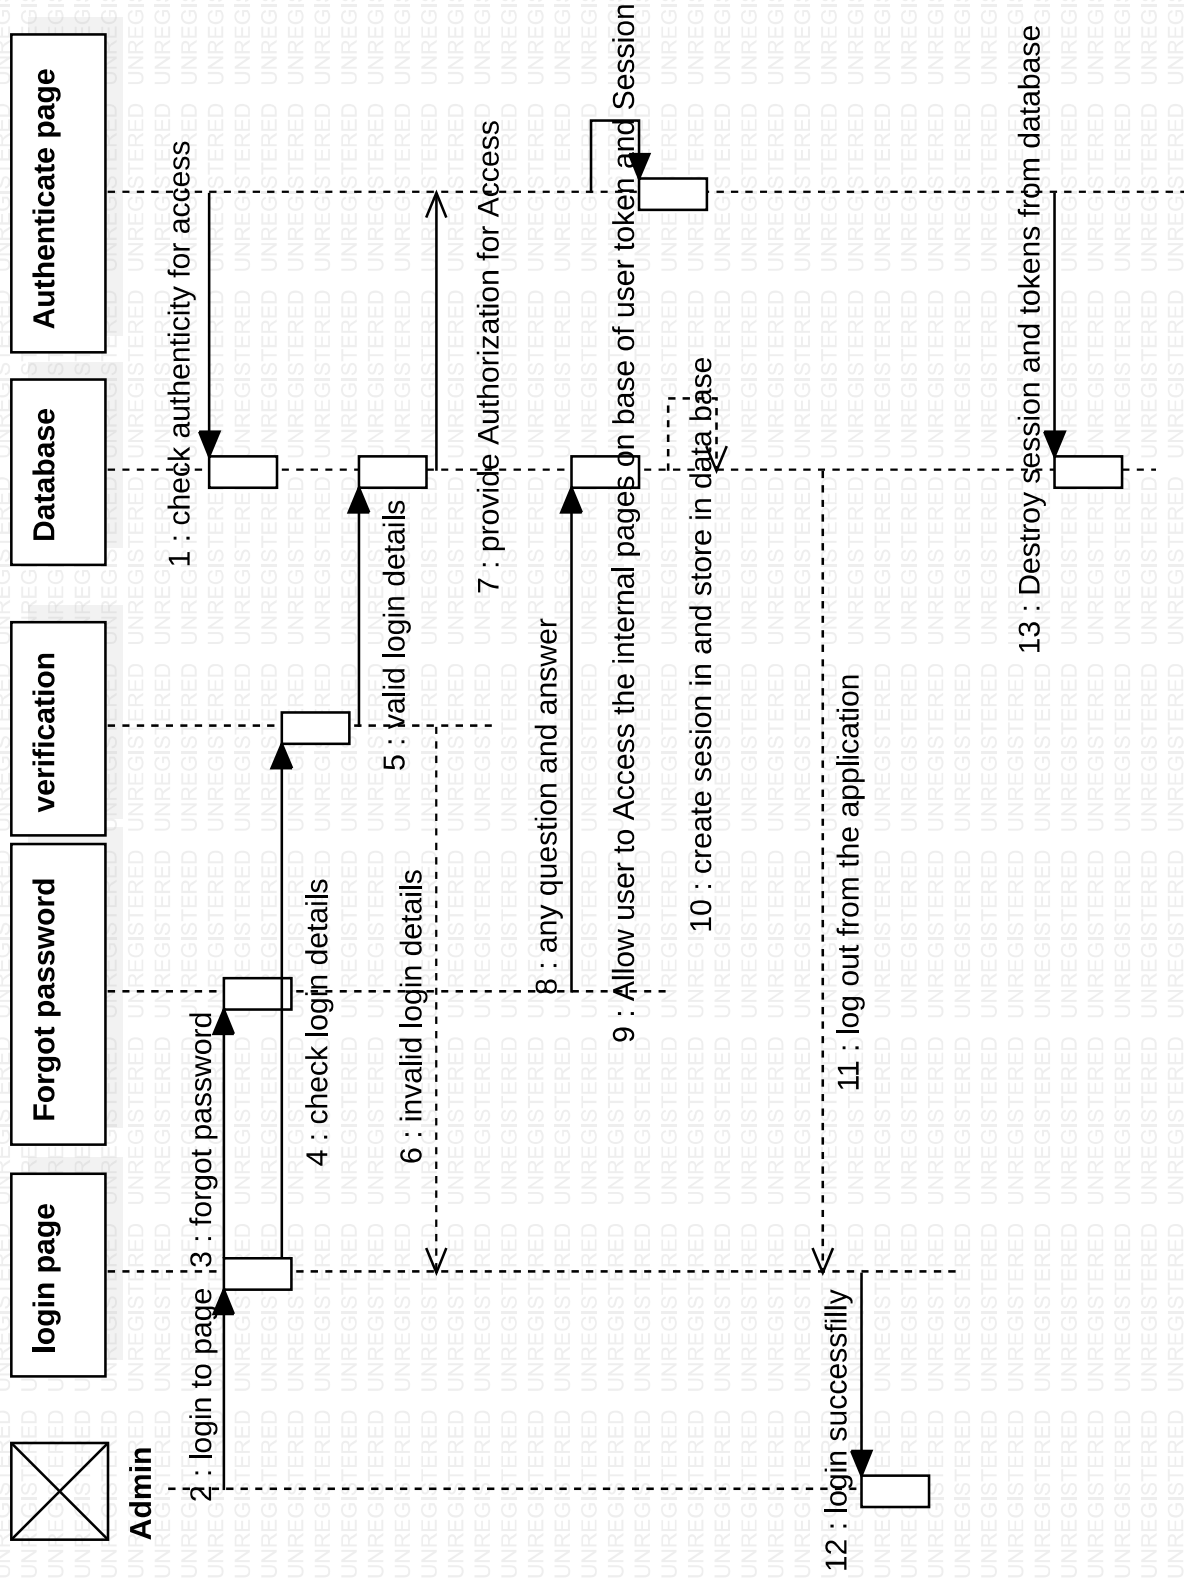 Admin
login page
Forgot password
verification
Database
Authenticate page
1 : check authenticity for access
2 : login to page
3 : forgot password
4 : check login details
5 : valid login details
6 : invalid login details
7 : provide Authorization for Access
8 : any question and answer
9 : Allow user to Access the internal pages on base of user token and Session
10 : create session in and store in data base
11 : log out from the application
12 : login successfilly
13 : Destroy session and tokens from database